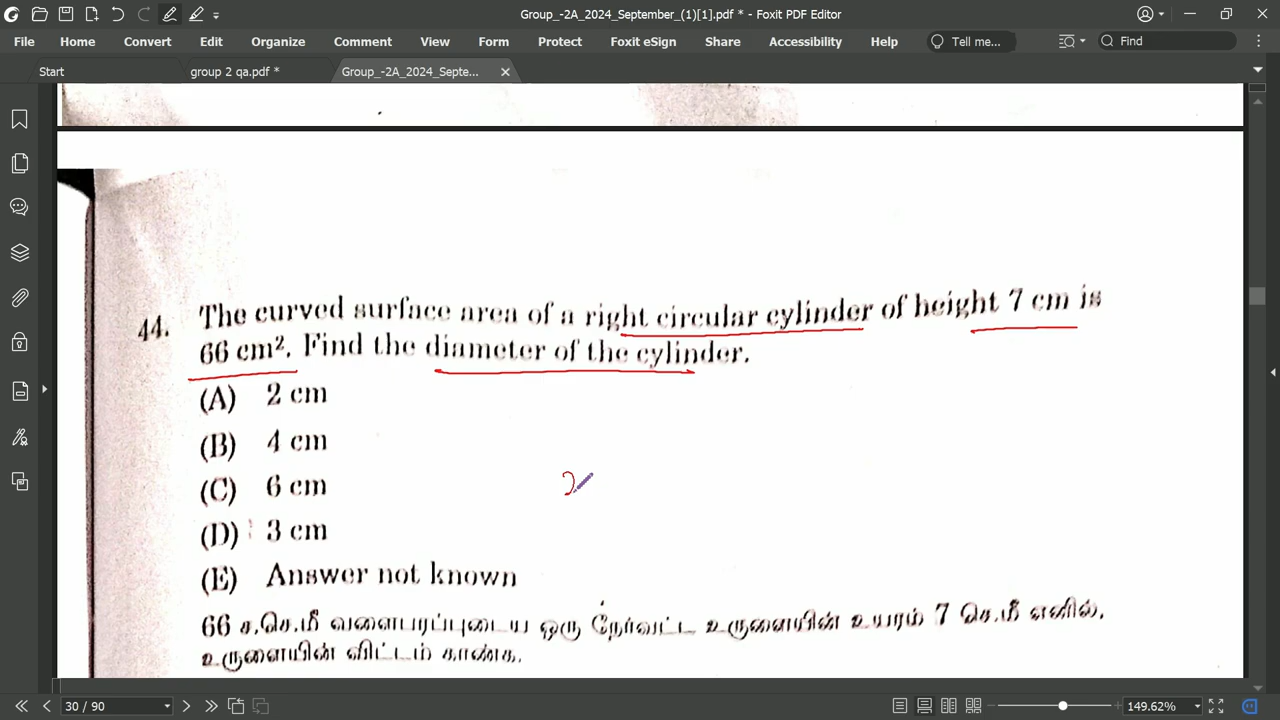 Group_-2A_2024_September_(1)[1].pdf * - Foxit PDF Editor
File Home Convert Edit Organize Comment View Form Protect Foxit eSign Share Accessibility Help Tell me... Find
Start group 2 qa.pdf * Group_-2A_2024_Septe...
44. The curved surface area of a right circular cylinder of height 7 cm is
66 cm². Find the diameter of the cylinder.
(A) 2 cm
(B) 4 cm
(C) 6 cm
(D) 3 cm
(E) Answer not known
2
66 ச.செ.மீ வளைபரப்புடைய ஒரு நேர்வட்ட உருளையின் உயரம் 7 செ.மீ எனில்,
உருளையின் விட்டம் காண்க.
30 / 90 149.62%